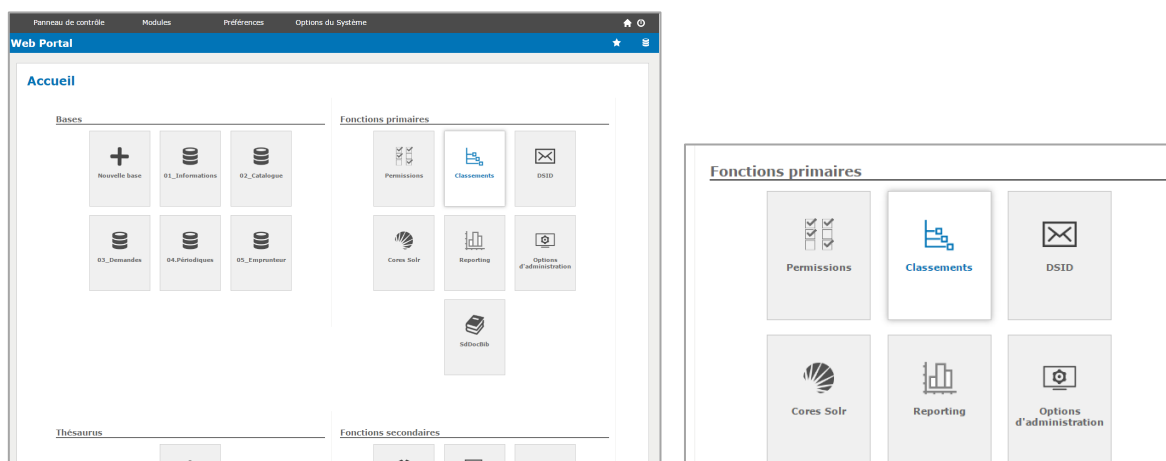 Panneau de contrôle Modules Préférences Options du Système
Web Portal
Accueil
Bases
Nouvelle base 01_Informations 02_Catalogue
03_Demandes 04.Périodiques 05_Emprunteur
Fonctions primaires
Permissions Classements DSID
Cores Solr Reporting Options
d'administration
SdDocBib
Thésaurus
Fonctions secondaires
Fonctions primaires
Permissions Classements DSID
Cores Solr Reporting Options
d'administration